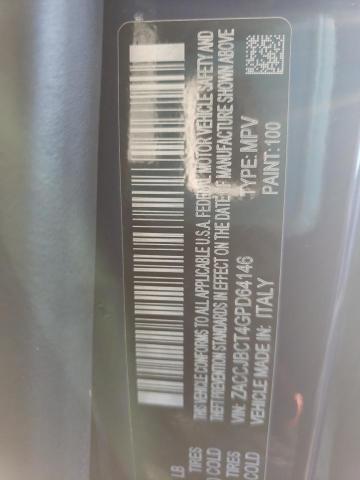 LB
TIRES
COLD
TIRES
COLD
THIS VEHICLE CONFORMS TO ALL APPLICABLE U.S.A. FEDERAL MOTOR VEHICLE SAFETY AND
THEFT PREVENTION STANDARDS IN EFFECT ON THE DATE OF MANUFACTURE SHOWN ABOVE
VIN: ZACCJBCT4GPD64146 TYPE: MPV
VEHICLE MADE IN: ITALY PAINT: 100